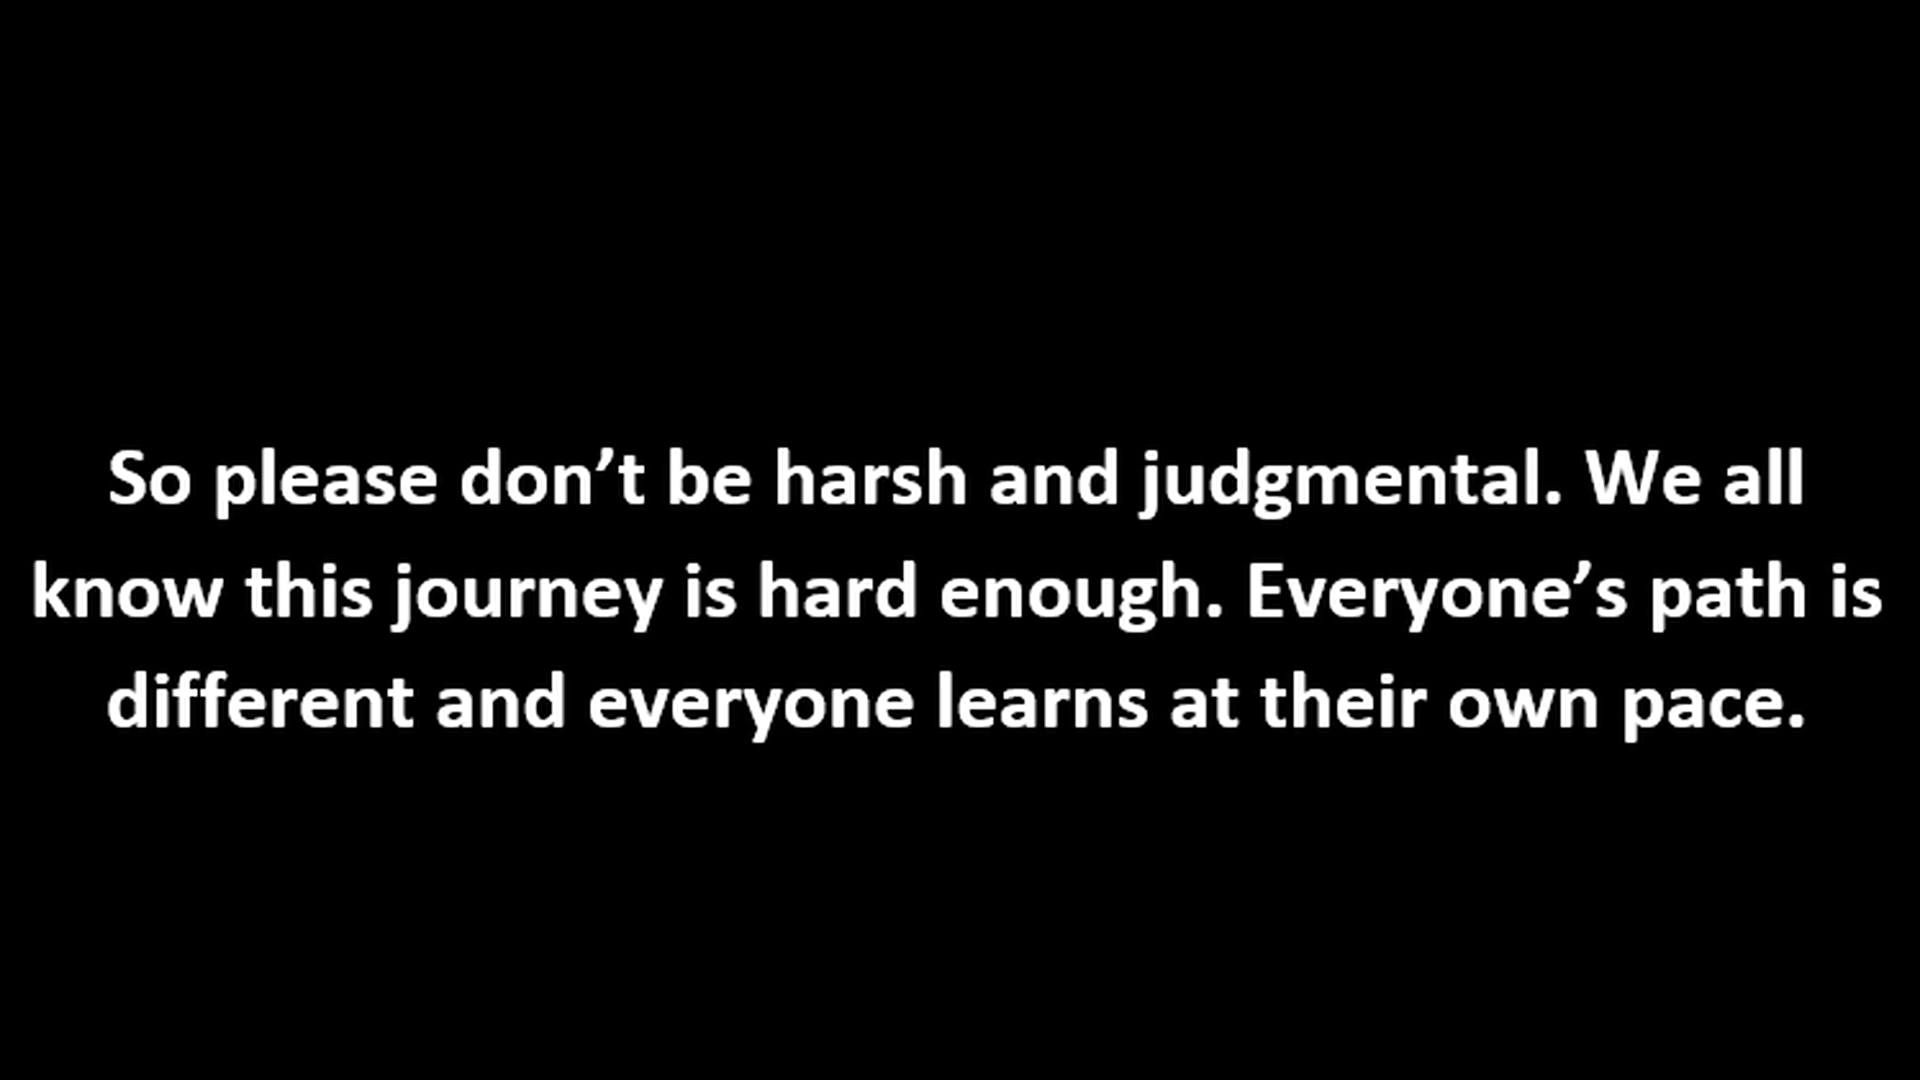 So please don’t be harsh and judgmental. We all
know this journey is hard enough. Everyone’s path is
different and everyone learns at their own pace.